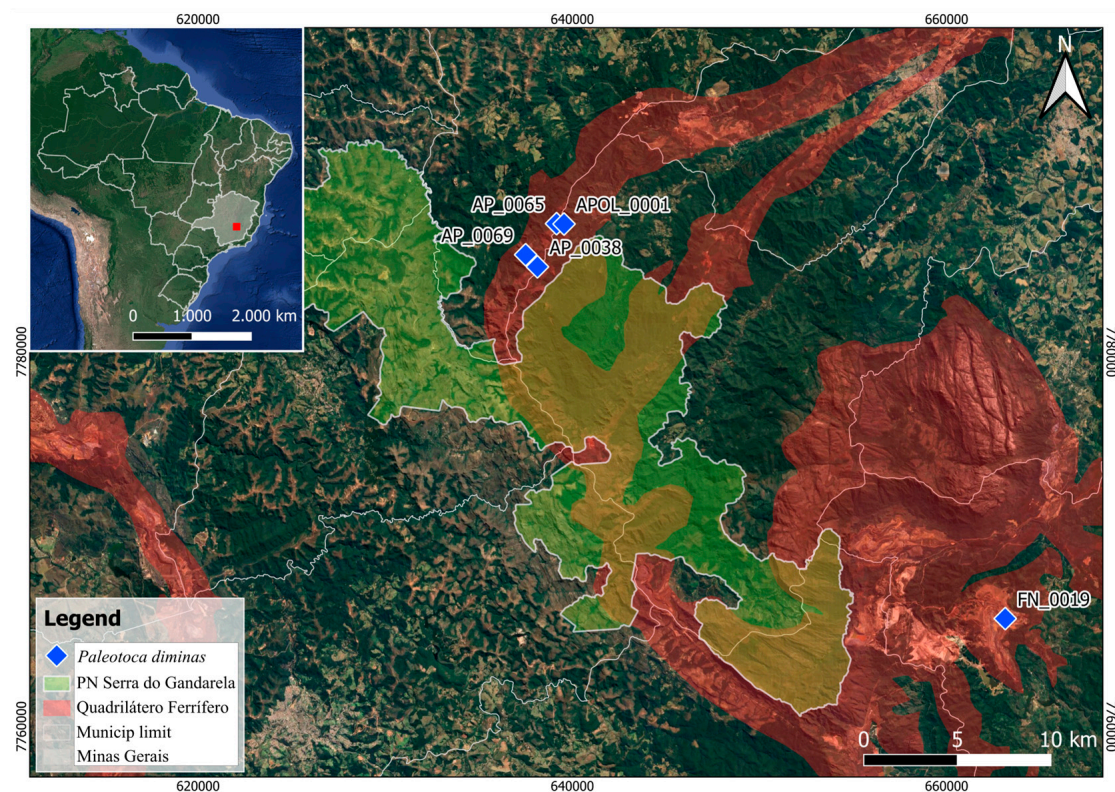 620000
640000
660000
N
AP_0065
APOL_0001
AP_0069
AP_0038
0 1.000 2.000 km
7780000
7780000
FN_0019
Legend
Paleotoca diminas
PN Serra do Gandarela
Quadrilátero Ferrífero
Municip limit
Minas Gerais
7760000
7760000
0 5 10 km
620000
640000
660000